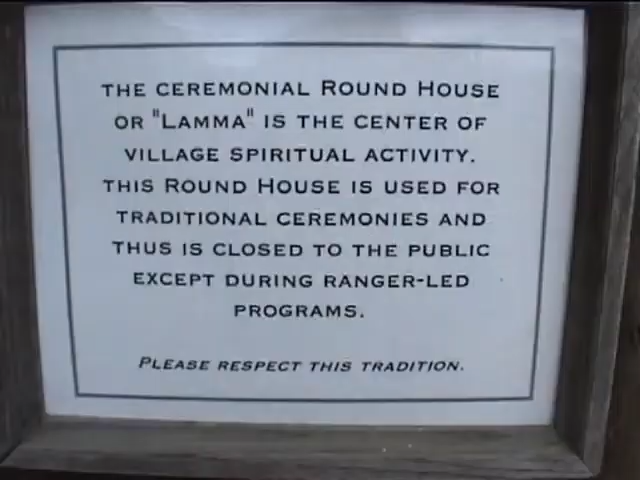 THE CEREMONIAL ROUND HOUSE
OR "LAMMA" IS THE CENTER OF
VILLAGE SPIRITUAL ACTIVITY.
THIS ROUND HOUSE IS USED FOR
TRADITIONAL CEREMONIES AND
THUS IS CLOSED TO THE PUBLIC
EXCEPT DURING RANGER-LED
PROGRAMS.
PLEASE RESPECT THIS TRADITION.